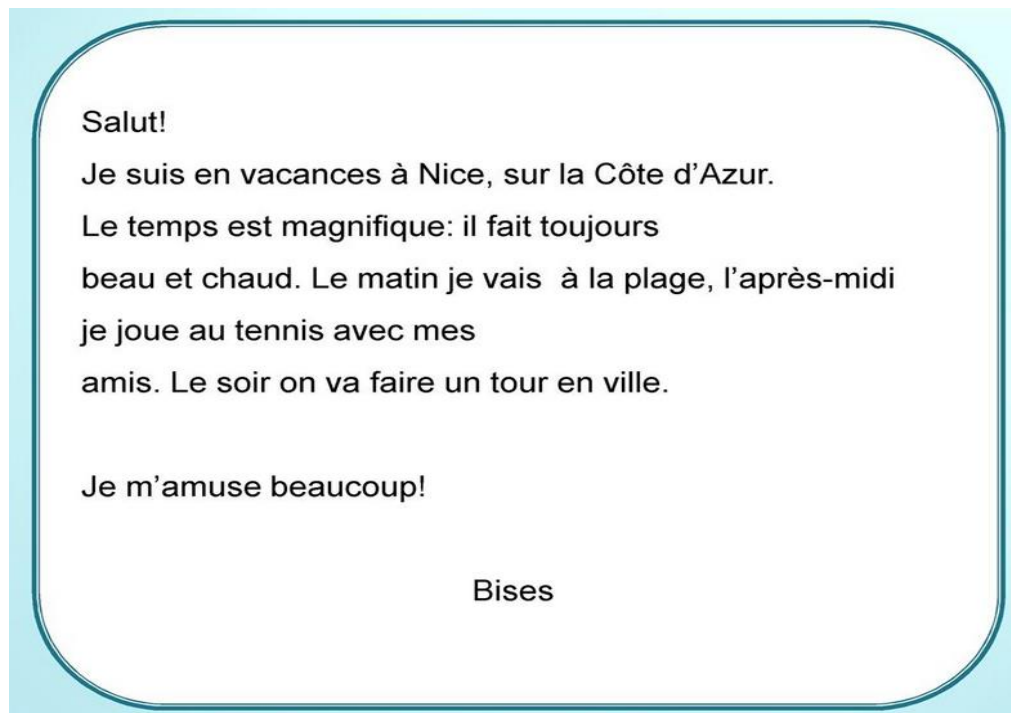 Salut!
Je suis en vacances à Nice, sur la Côte d’Azur.
Le temps est magnifique: il fait toujours
beau et chaud. Le matin je vais  à la plage, l’après-midi
je joue au tennis avec mes
amis. Le soir on va faire un tour en ville.
Je m’amuse beaucoup!
Bises